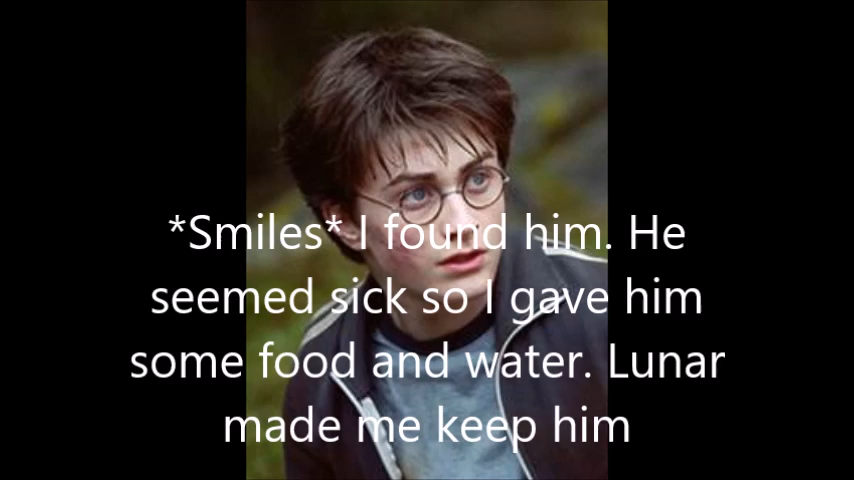 *Smiles* I found him. He
seemed sick so I gave him
some food and water. Lunar
made me keep him